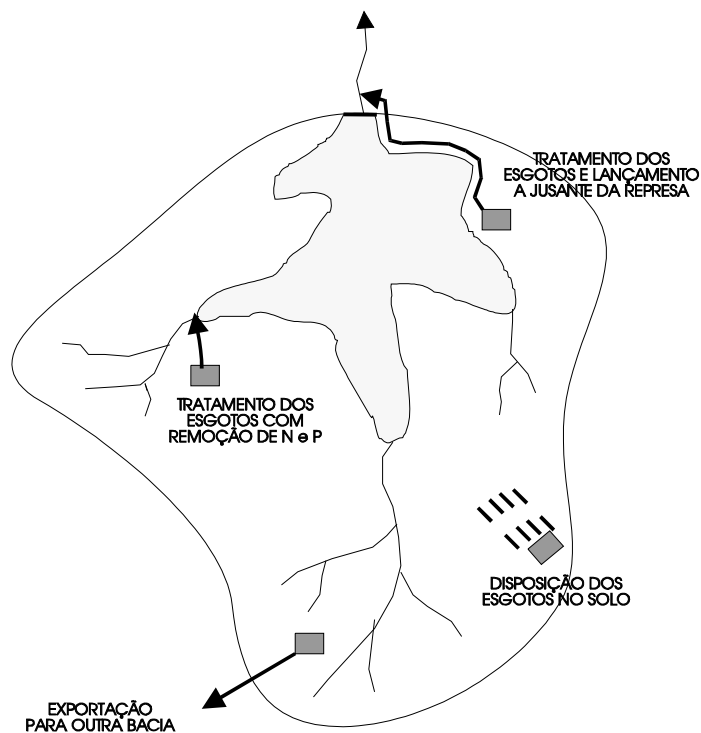 TRATAMENTO DOS
ESGOTOS E LANÇAMENTO
A JUSANTE DA REPRESA
TRATAMENTO DOS
ESGOTOS COM
REMOÇÃO DE N e P
DISPOSIÇÃO DOS
ESGOTOS NO SOLO
EXPORTAÇÃO
PARA OUTRA BACIA